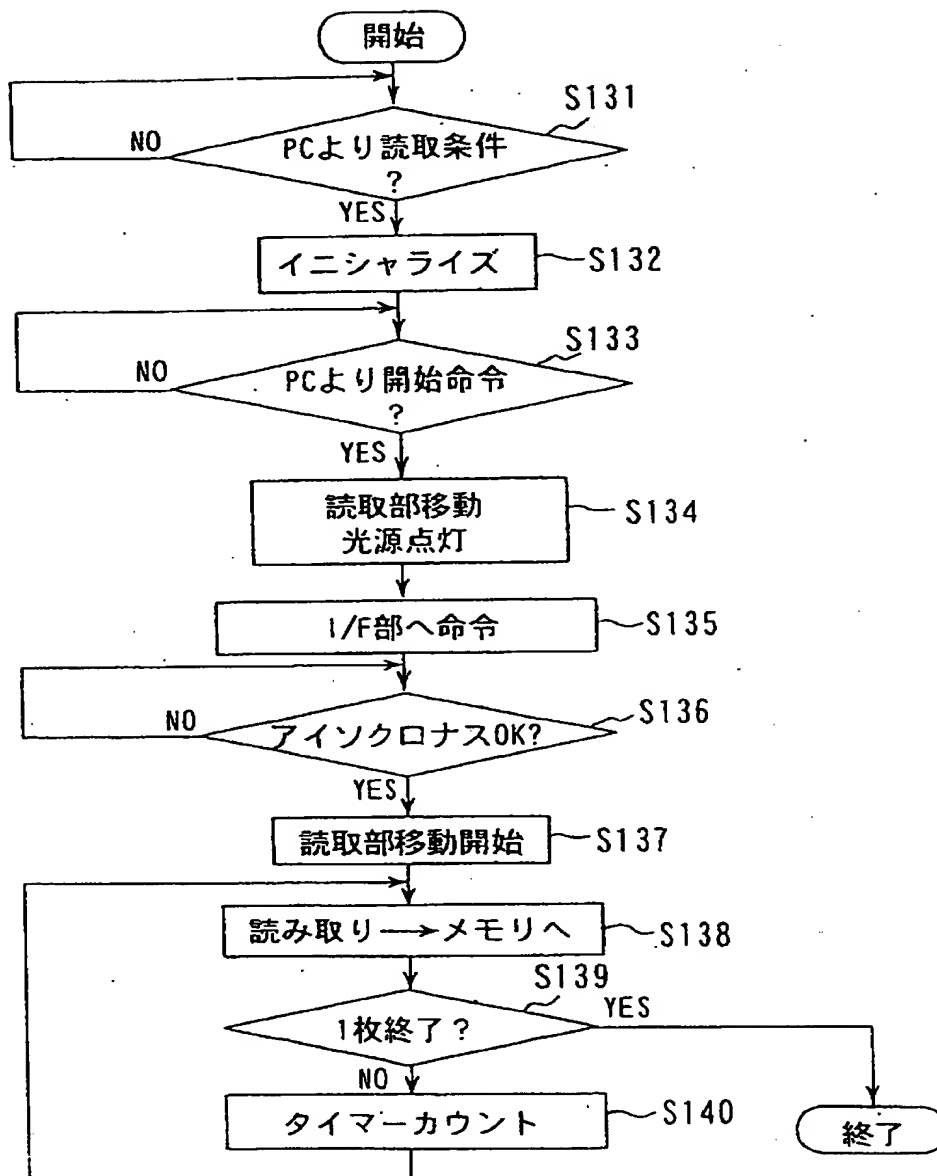 開始
S131
NO
PCより読取条件
?
YES
イニシャライズ
S132
S133
NO
PCより開始命令
?
YES
読取部移動
光源点灯
S134
I/F部へ命令
S135
S136
NO
アイソクロナスOK?
YES
読取部移動開始
S137
読み取り→メモリへ
S138
S139
YES
1枚終了?
NO
タイマーカウント
S140
終了